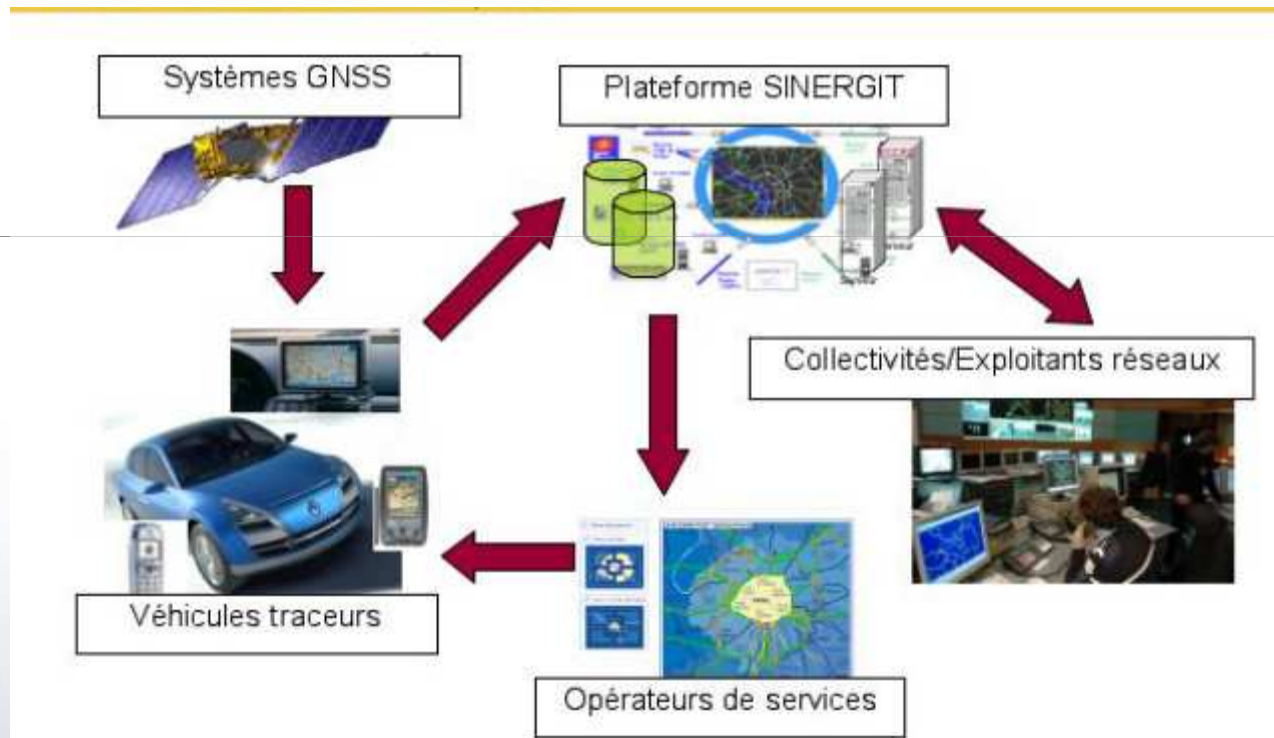 Systèmes GNSS
Plateforme SINERGIT
Collectivités/Exploitants réseaux
Véhicules traceurs
Opérateurs de services